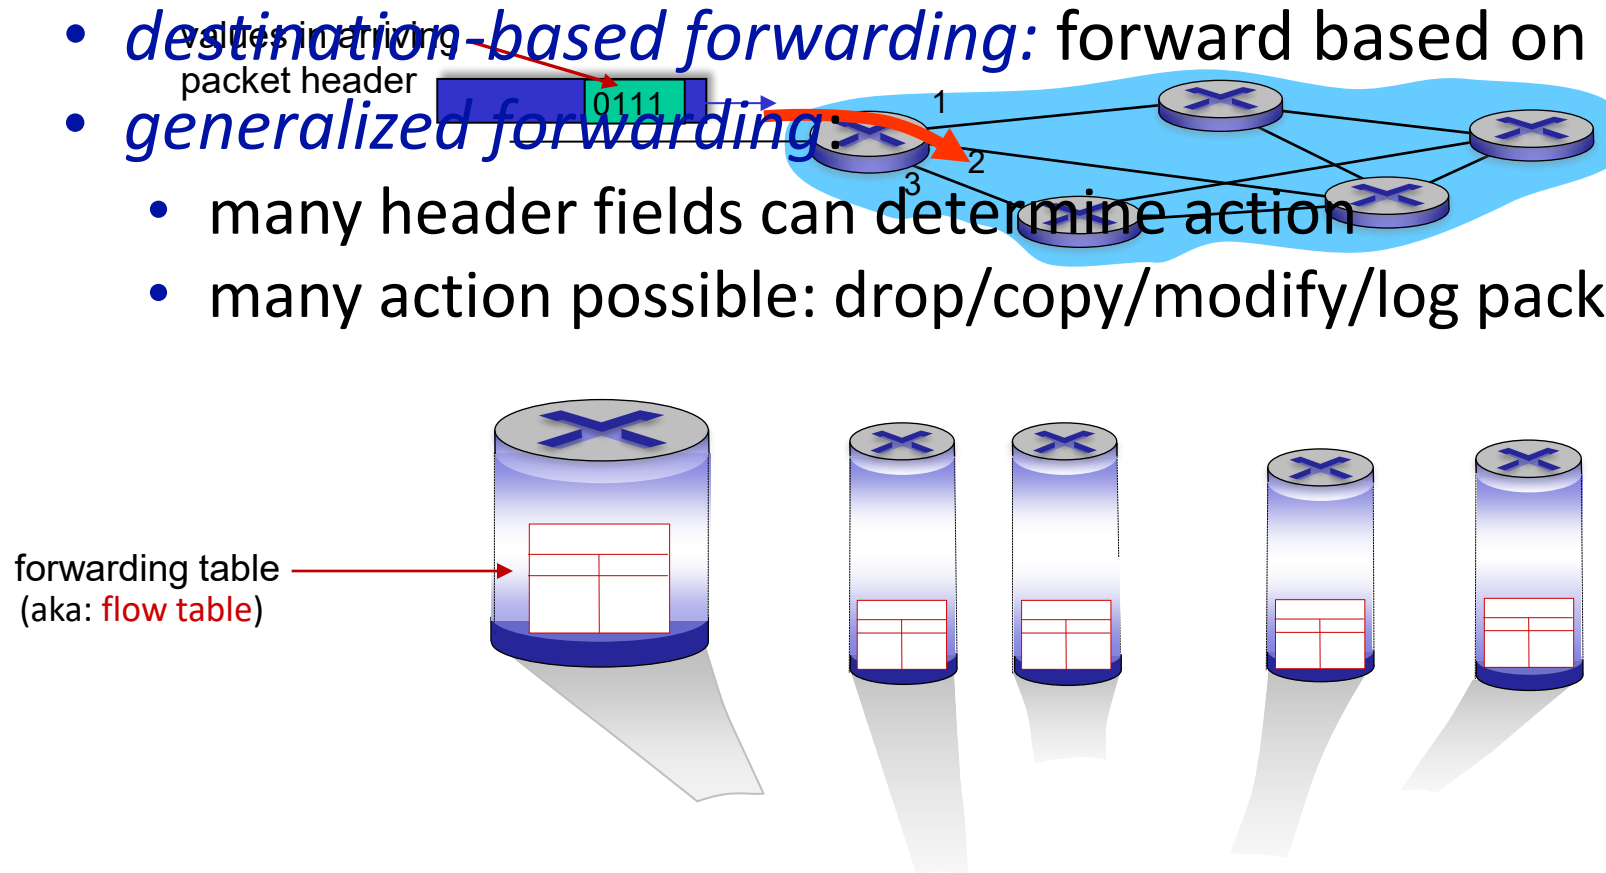 • destination-based forwarding: forward based on
values in arriving
packet header
0111
• generalized forwarding:
1
2
3
• many header fields can determine action
• many action possible: drop/copy/modify/log pack
forwarding table
(aka: flow table)